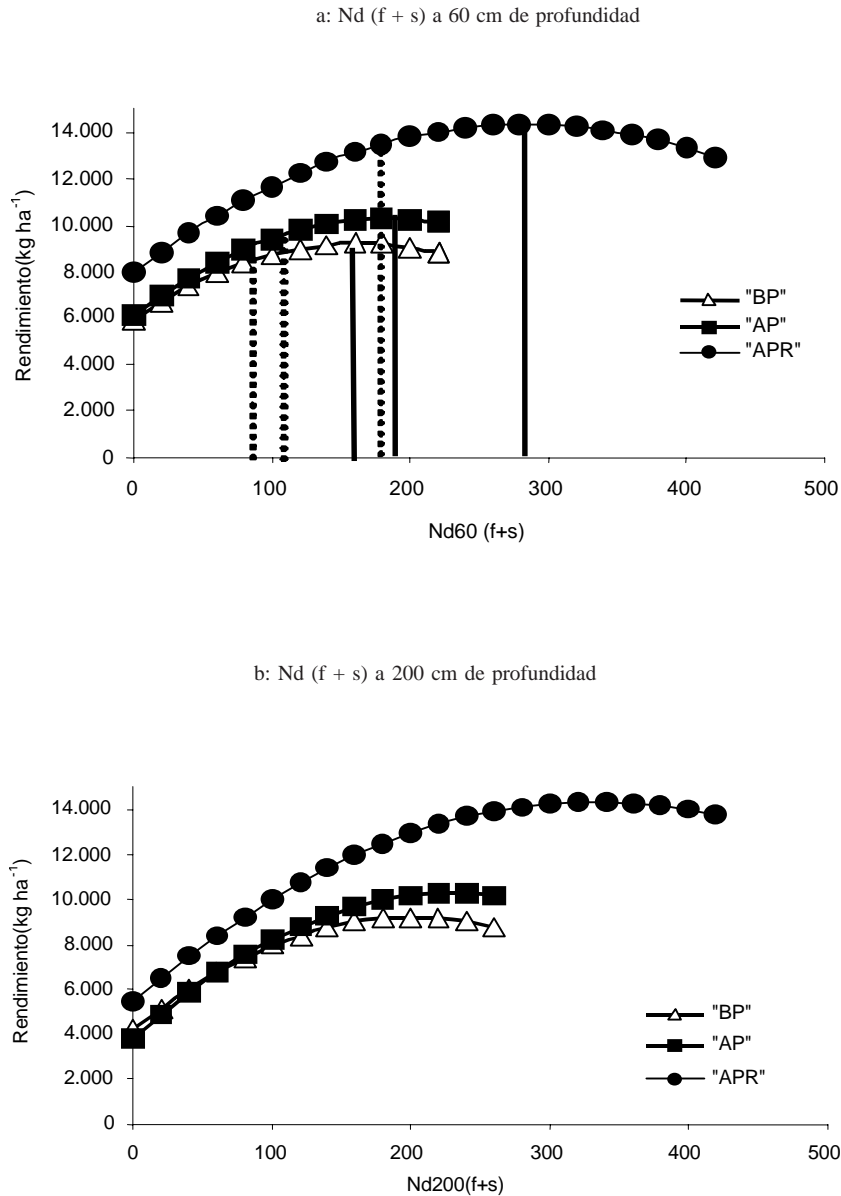 a: Nd (f + s) a 60 cm de profundidad
Rendimiento(kg ha-1)
14.000
12.000
10.000
8.000
6.000
4.000
2.000
0
0 100 200 300 400 500
Nd60 (f+s)
"BP"
"AP"
"APR"
b: Nd (f + s) a 200 cm de profundidad
Rendimiento(kg ha-1)
14.000
12.000
10.000
8.000
6.000
4.000
2.000
0
0 100 200 300 400 500
Nd200(f+s)
"BP"
"AP"
"APR"